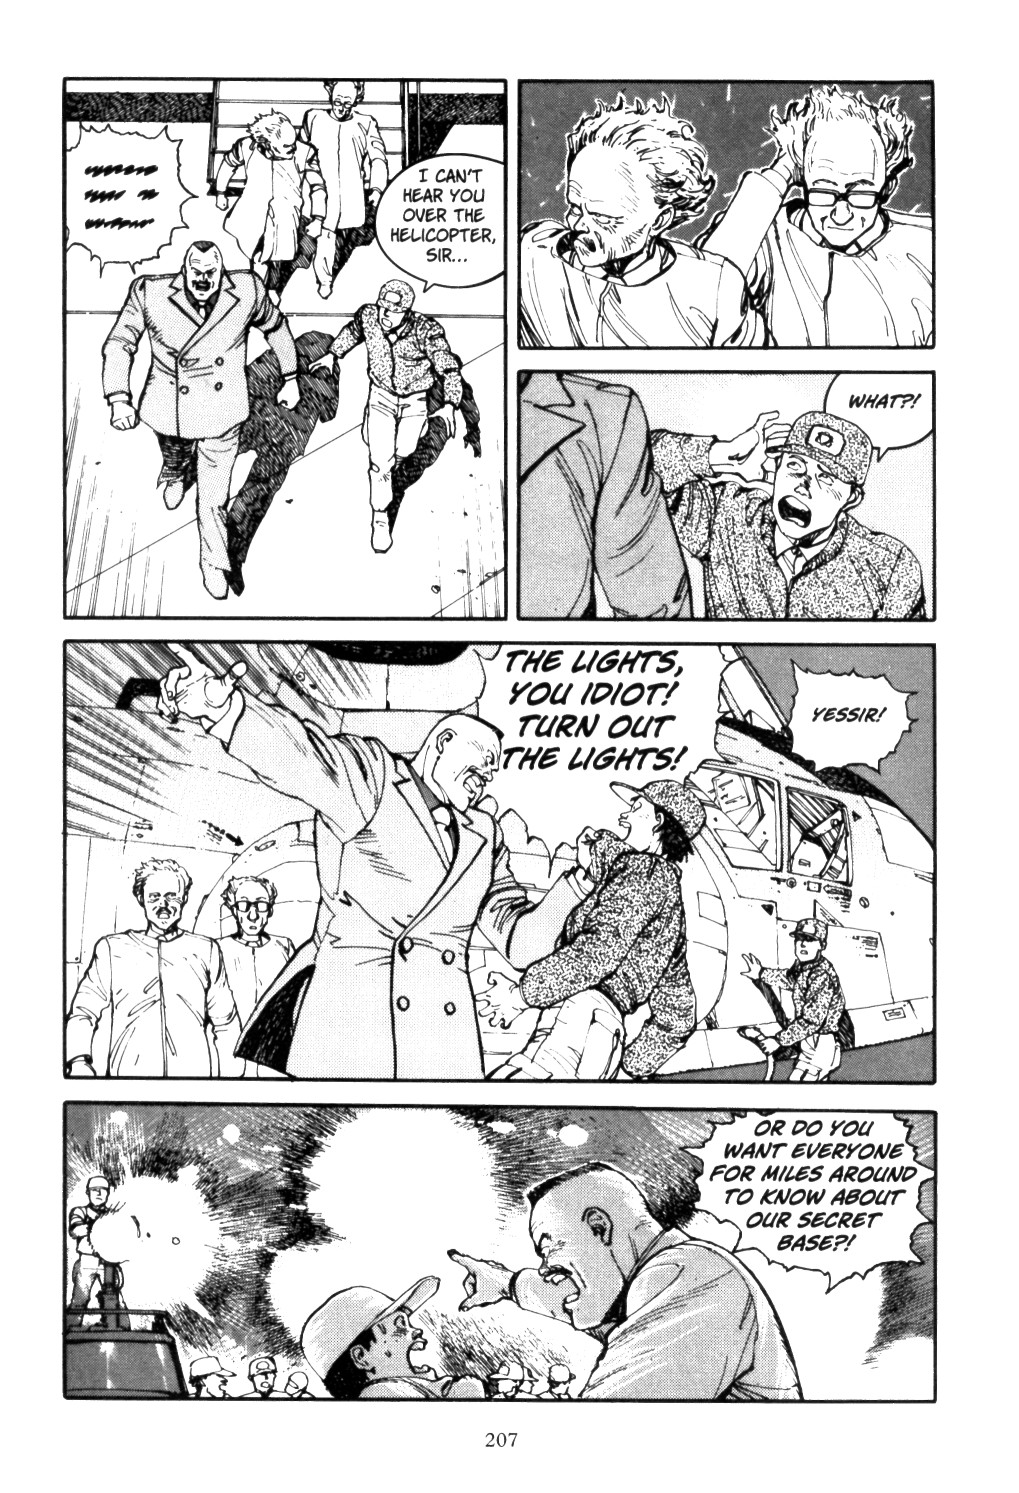 I CAN'T
HEAR YOU
OVER THE
HELICOPTER,
SIR...
WHAT?!
THE LIGHTS,
YOU IDIOT!
TURN OUT
THE LIGHTS!
YESSIR!
OR DO YOU
WANT EVERYONE
FOR MILES AROUND
TO KNOW ABOUT
OUR SECRET
BASE?!
207